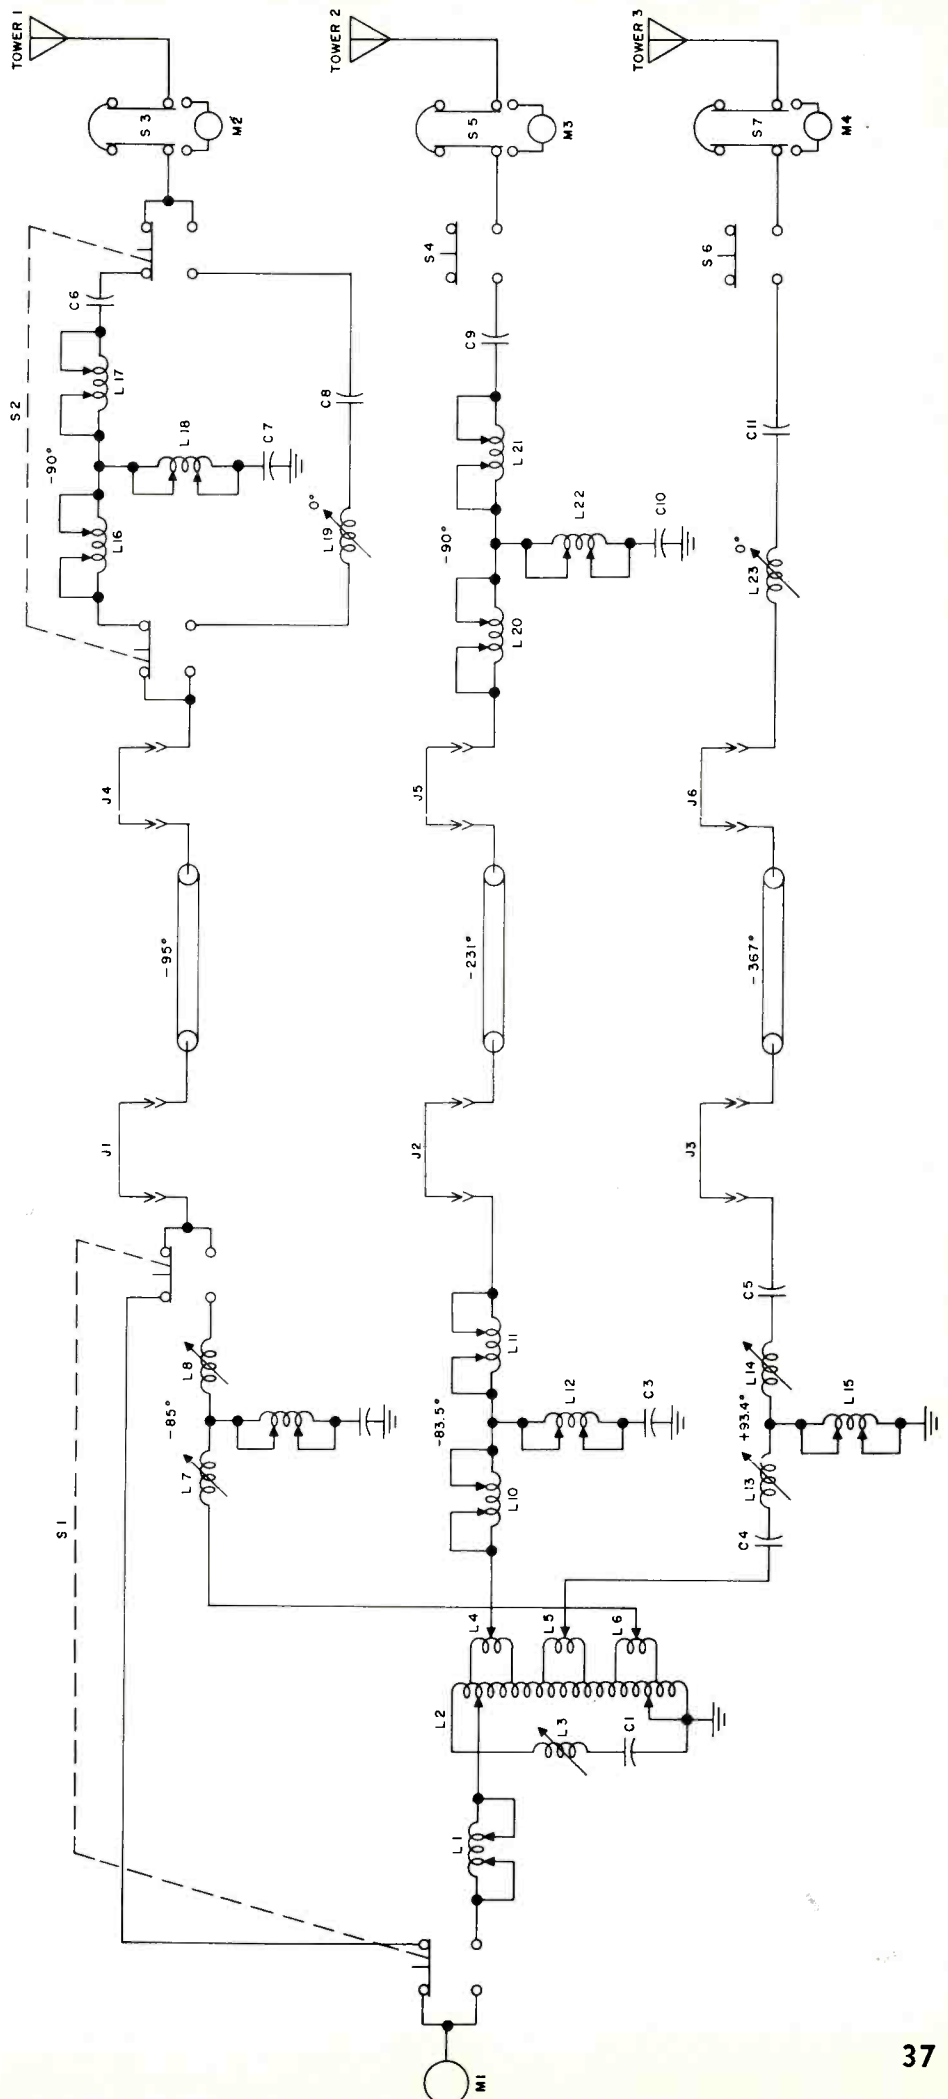 TOWER 1
S 3
M2
S 2
C 6
L 17
-90°
L 18
C 7
L 16
C 8
0°
L 19
J 4
-95°
J 1
S 1
L 8
-85°
L 7
TOWER 2
S 5
M3
S 4
C 9
L 21
L 22
C 10
-90°
L 20
J 5
-231°
J 2
L 11
L 12
C 3
-83.5°
L 10
L 4
L 5
L 6
L 2
L 3
C 1
L 1
M1
TOWER 3
S 7
M4
S 6
C 11
0°
L 23
J 6
-367°
J 3
C 5
L 14
L 15
+93.4°
L 13
C 4
37